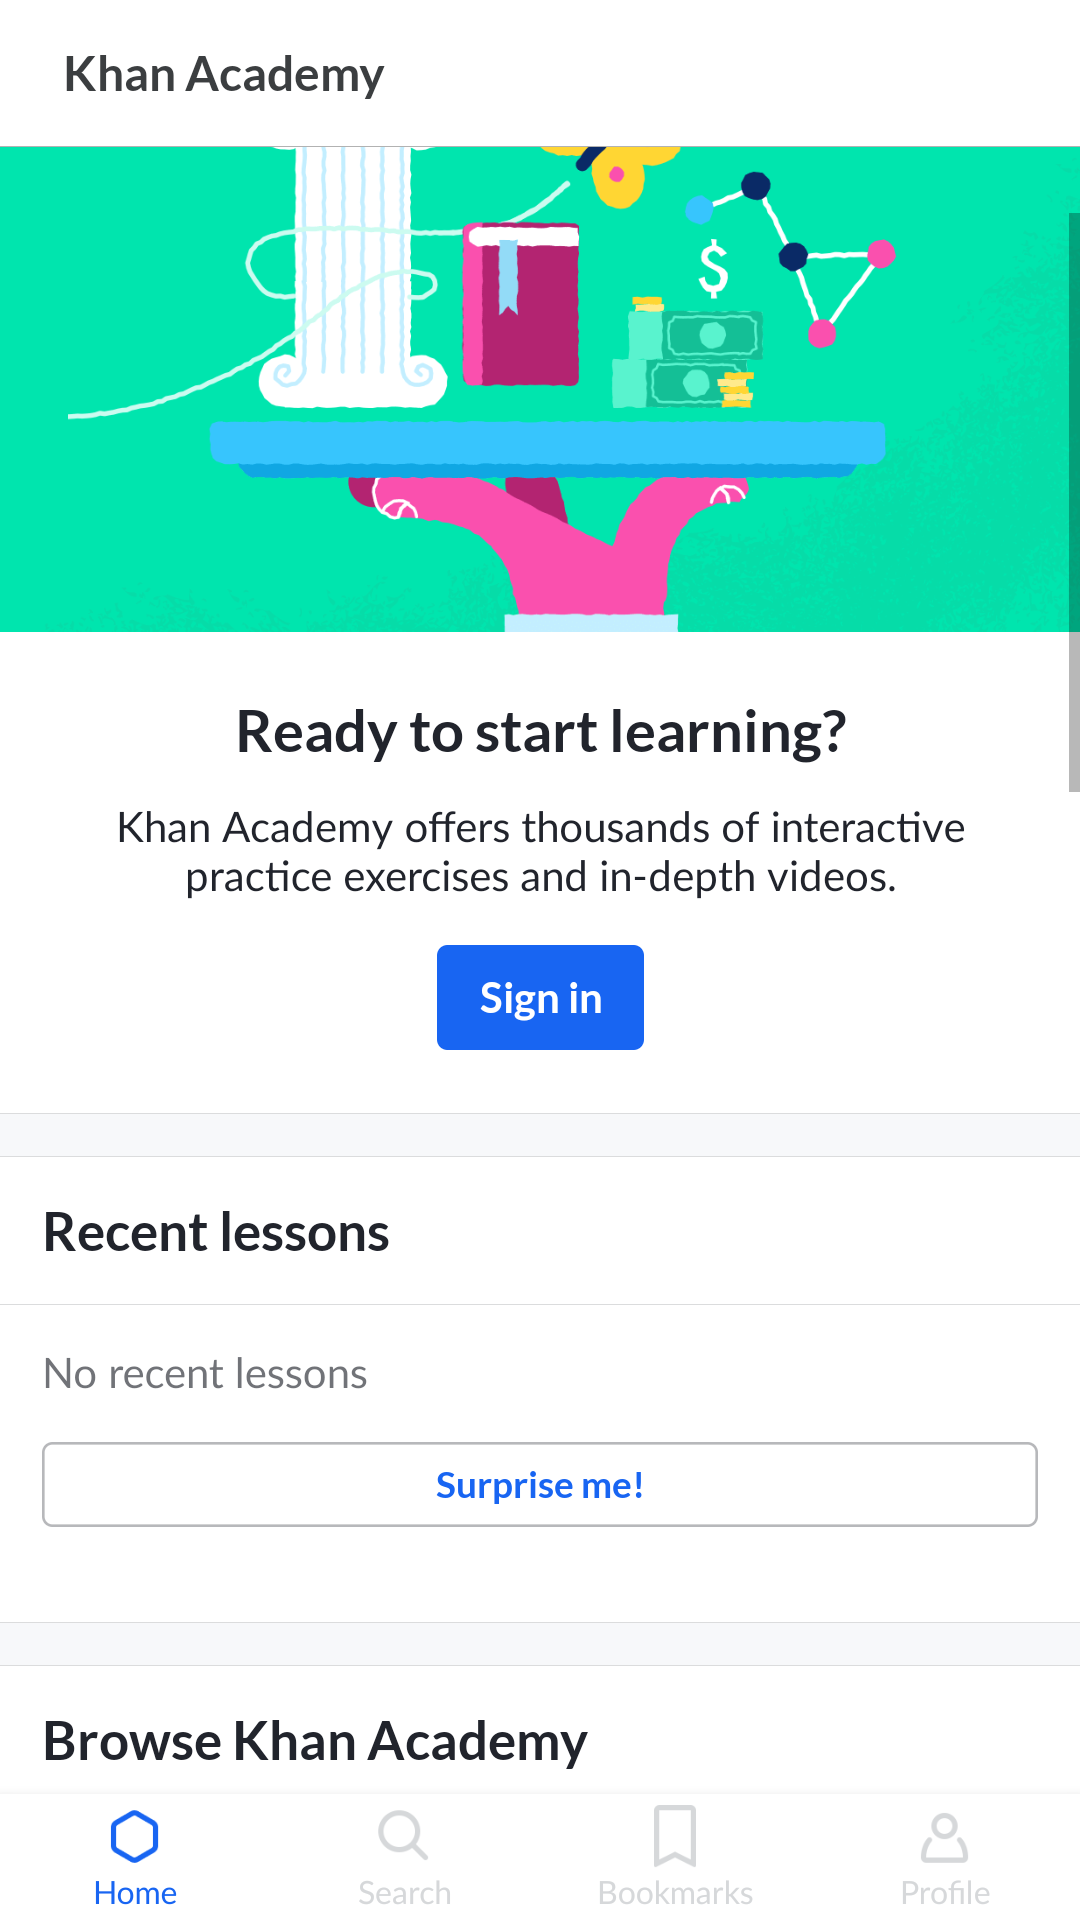 Khan Academy
$
Ready to start learning?
Khan Academy offers thousands of interactive
practice exercises and in-depth videos.
Sign in
Recent lessons
No recent lessons
Surprise me!
Browse Khan Academy
Home
Search
Bookmarks
Profile